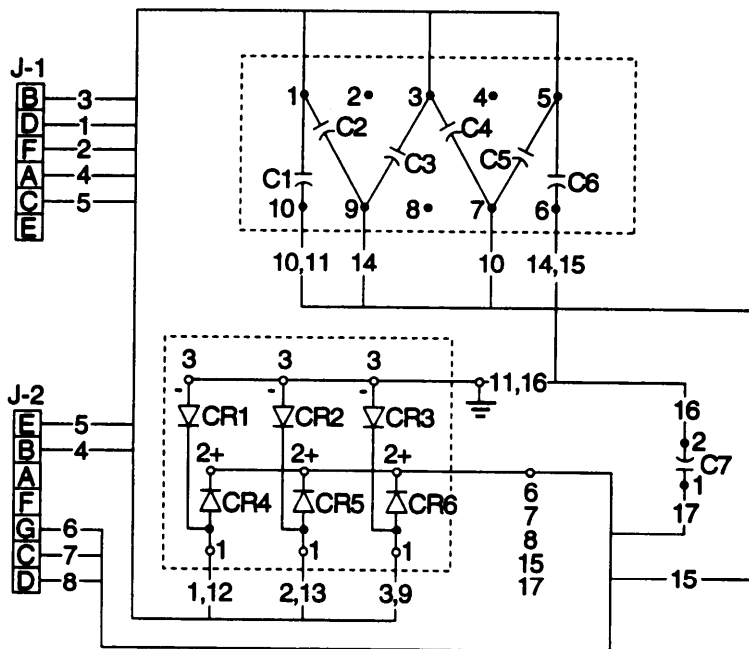 J-1
B 3
D 1
F 2
A 4
C 5
E
1 2 3 4 5
C2 C3 C4 C5
C1 C6
10 9 8 7 6
10,11 14 10 14,15
3 3 3
- - -
11,16
CR1 CR2 CR3
2+ 2+ 2+
CR4 CR5 CR6
1 1 1
1,12 2,13 3,9
6
7
8
15
17
16
2
C7
1
17
15
J-2
E 5
B 4
A
F
G 6
C 7
D 8